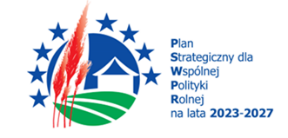 Plan
Strategiczny dla
Wspólnej
Polityki
Rolnej
na lata 2023-2027